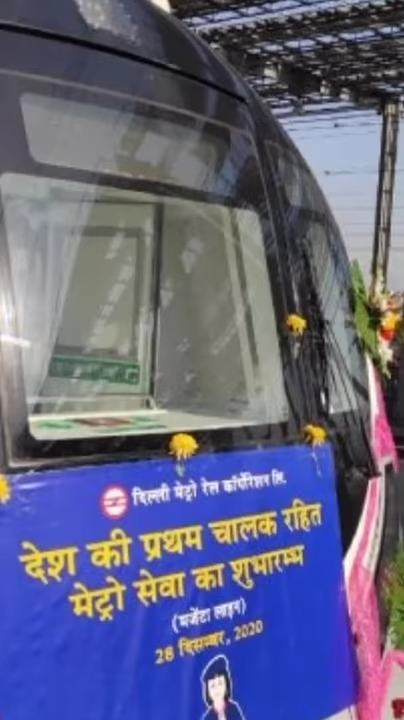 दिल्ली मेट्रो रेल कॉर्पोरेशन लि.
देश की प्रथम चालक रहित
मेट्रो सेवा का शुभारम्भ
(मजेंटा लाइन)
28 दिसम्बर, 2020